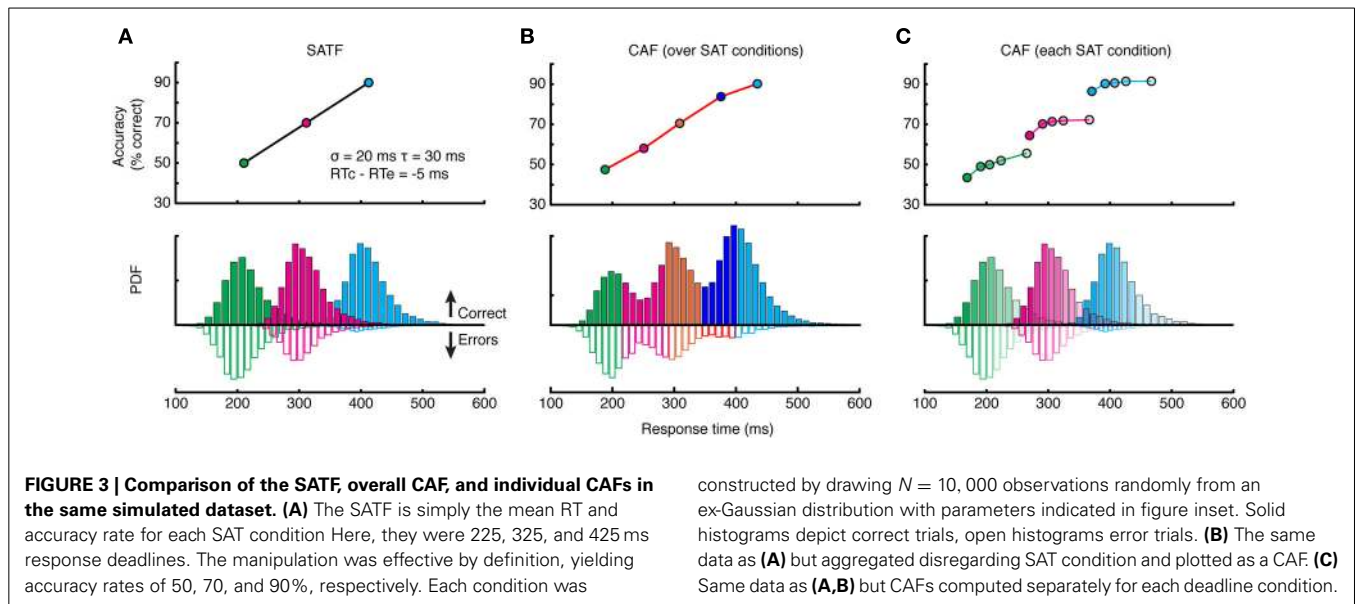 A
SATF
Accuracy
(% correct)
90
70
50
30
σ = 20 ms τ = 30 ms
RTc - RTe = -5 ms
PDF
Correct
Errors
100 200 300 400 500 600
B
CAF (over SAT conditions)
90
70
50
30
100 200 300 400 500 600
Response time (ms)
C
CAF (each SAT condition)
90
70
50
30
100 200 300 400 500 600
FIGURE 3 | Comparison of the SATF, overall CAF, and individual CAFs in
the same simulated dataset. (A) The SATF is simply the mean RT and
accuracy rate for each SAT condition Here, they were 225, 325, and 425 ms
response deadlines. The manipulation was effective by definition, yielding
accuracy rates of 50, 70, and 90%, respectively. Each condition was
constructed by drawing N = 10, 000 observations randomly from an
ex-Gaussian distribution with parameters indicated in figure inset. Solid
histograms depict correct trials, open histograms error trials. (B) The same
data as (A) but aggregated disregarding SAT condition and plotted as a CAF. (C)
Same data as (A,B) but CAFs computed separately for each deadline condition.